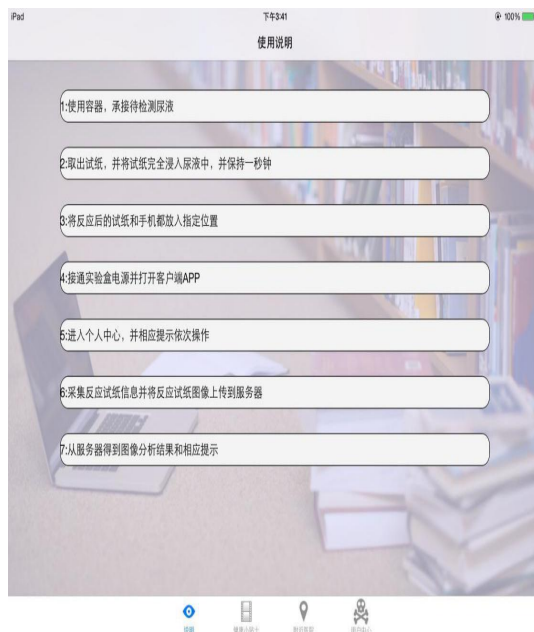 iPad
下午3:41
100%
使用说明
1:使用容器，承接待检测尿液
2:取出试纸，并将试纸完全浸入尿液中，并保持一秒钟
3:将反应后的试纸和手机都放入指定位置
4:接通实验盒电源并打开客户端APP
5:进人个人中心，并相应提示依次操作
6:采集反应试纸信息并将反应试纸图像上传到服务器
7:从服务器得到图像分析结果和相应提示
说明